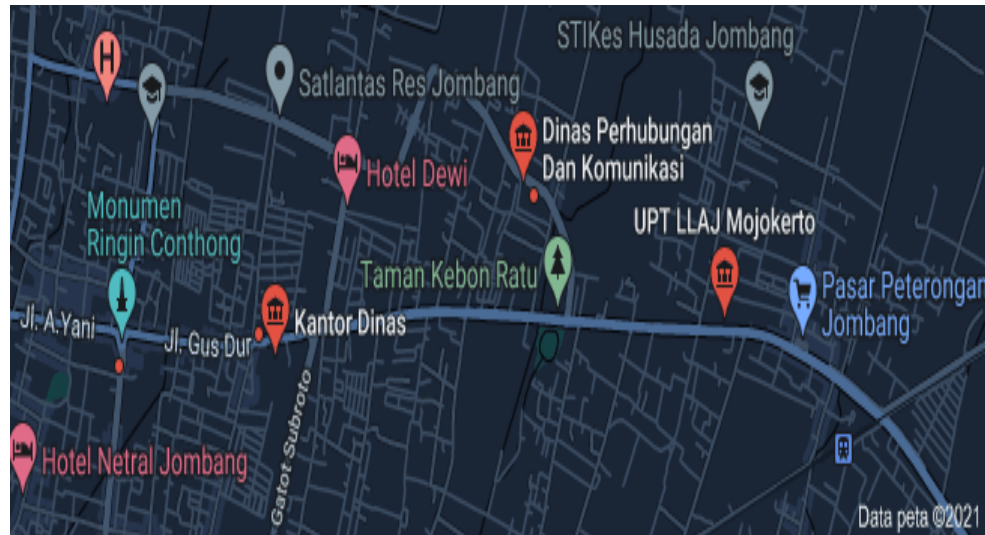 STIKes Husada Jombang
H
Satlantas Res Jombang
Dinas Perhubungan
Dan Komunikasi
Hotel Dewi
Monumen
Ringin Conthong
UPT LLAJ Mojokerto
Taman Kebon Ratu
Pasar Peterongan
Jombang
Jl. A.Yani
Jl. Gus Dur
Kantor Dinas
Gatot Subroto
Hotel Netral Jombang
Data peta ©2021